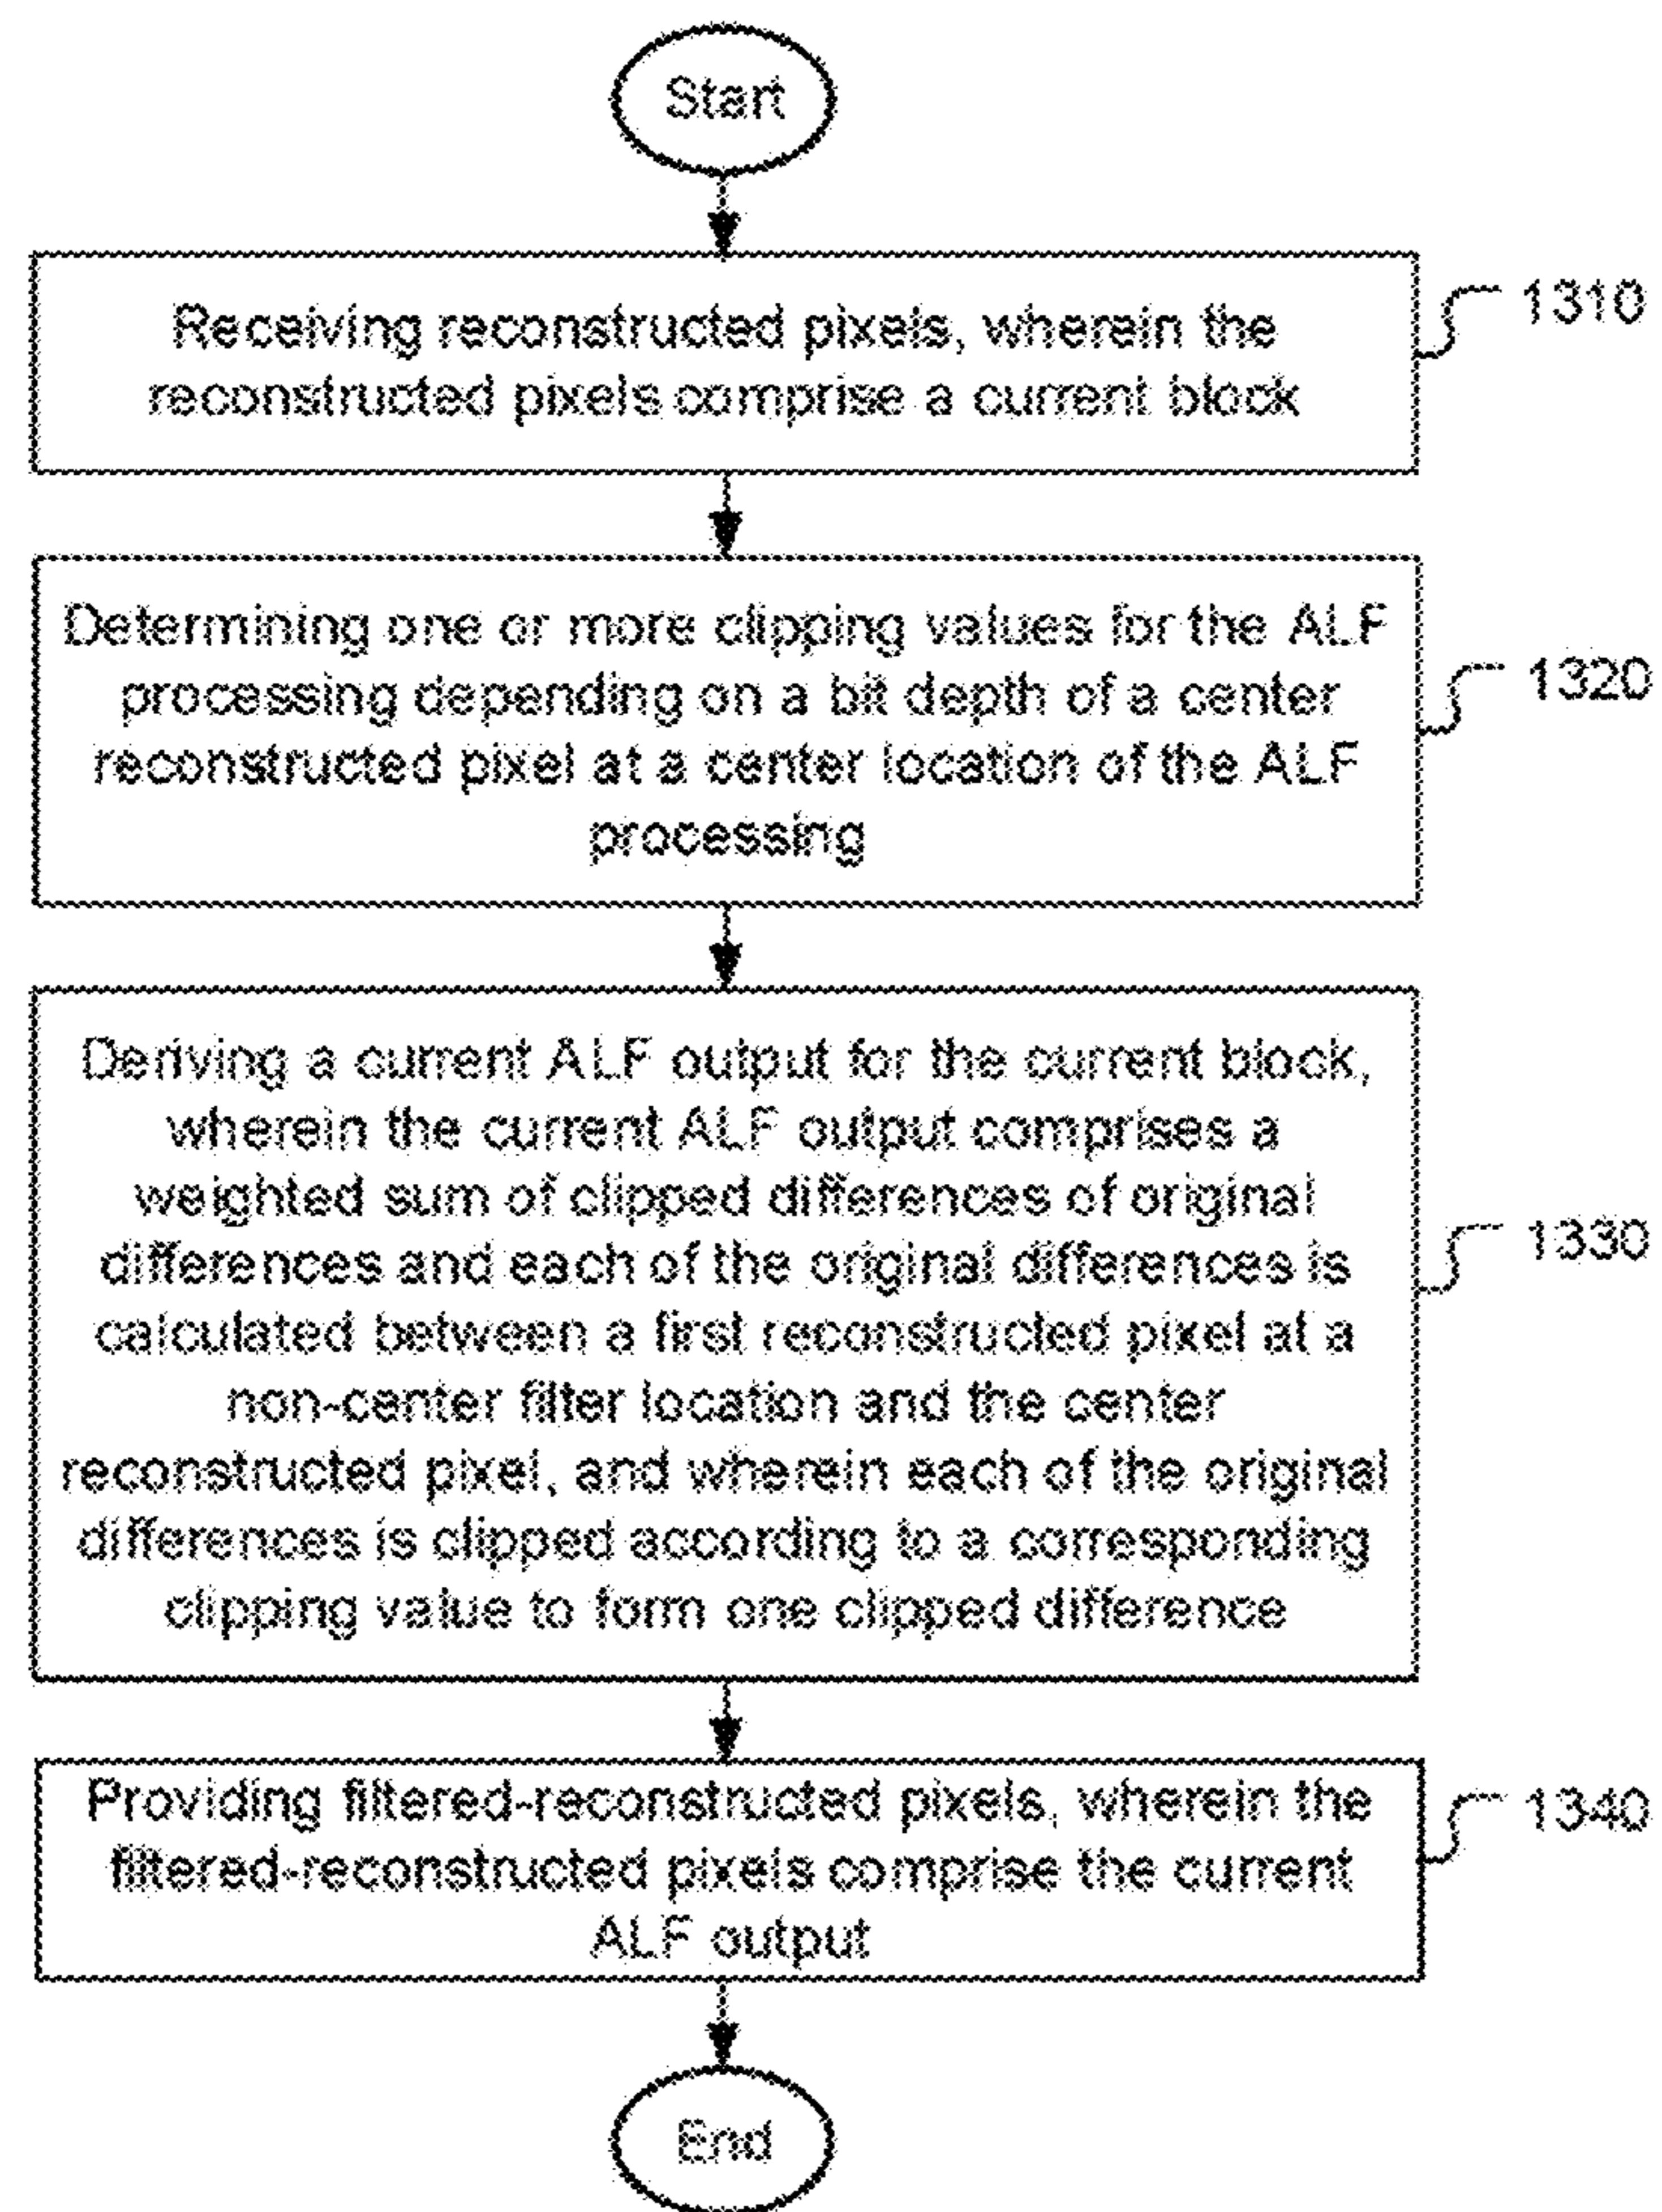 Start
Receiving reconstructed pixels, wherein the
reconstructed pixels comprise a current block
1310
Determining one or more clipping values for the ALF
processing depending on a bit depth of a center
reconstructed pixel at a center location of the ALF
processing
1320
Deriving a current ALF output for the current block,
wherein the current ALF output comprises a
weighted sum of clipped differences of original
differences and each of the original differences is
calculated between a first reconstructed pixel at a
non-center filter location and the center
reconstructed pixel, and wherein each of the original
differences is clipped according to a corresponding
clipping value to form one clipped difference
1330
Providing filtered-reconstructed pixels, wherein the
filtered-reconstructed pixels comprise the current
ALF output
1340
End